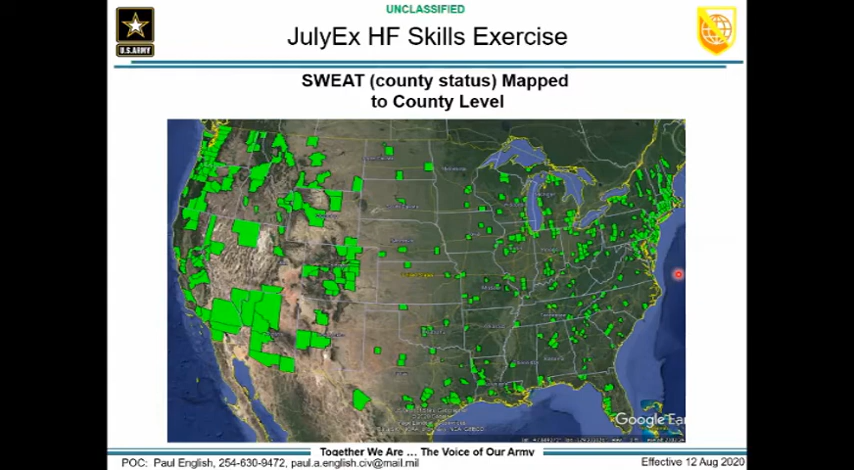 UNCLASSIFIED
JulyEx HF Skills Exercise
U.S.ARMY
SWEAT (county status) Mapped
to County Level
Google Ear
Together We Are … The Voice of Our Army
POC: Paul English, 254-630-9472, paul.a.english.civ@mail.mil
Effective 12 Aug 2020